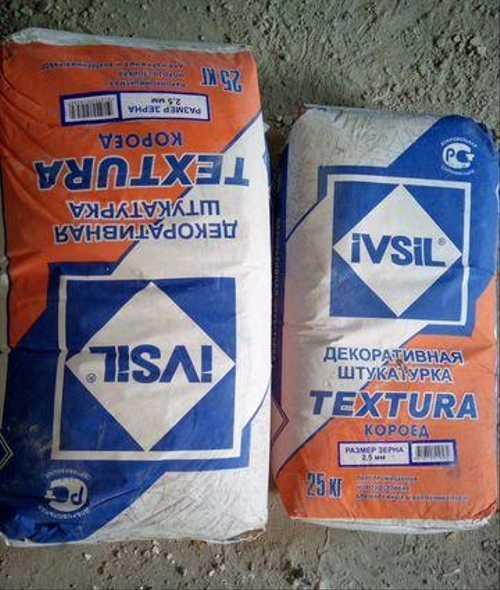 25 КГ
РАЗМЕР ЗЕРНА
2,5 мм
КОРОЕД
TEXTURA
ДЕКОРАТИВНАЯ
ШТУКАТУРКА
iVSiL®
iVSiL®
ДЕКОРАТИВНАЯ
ШТУКАТУРКА
TEXTURA
КОРОЕД
РАЗМЕР ЗЕРНА
2,5 мм
25 КГ